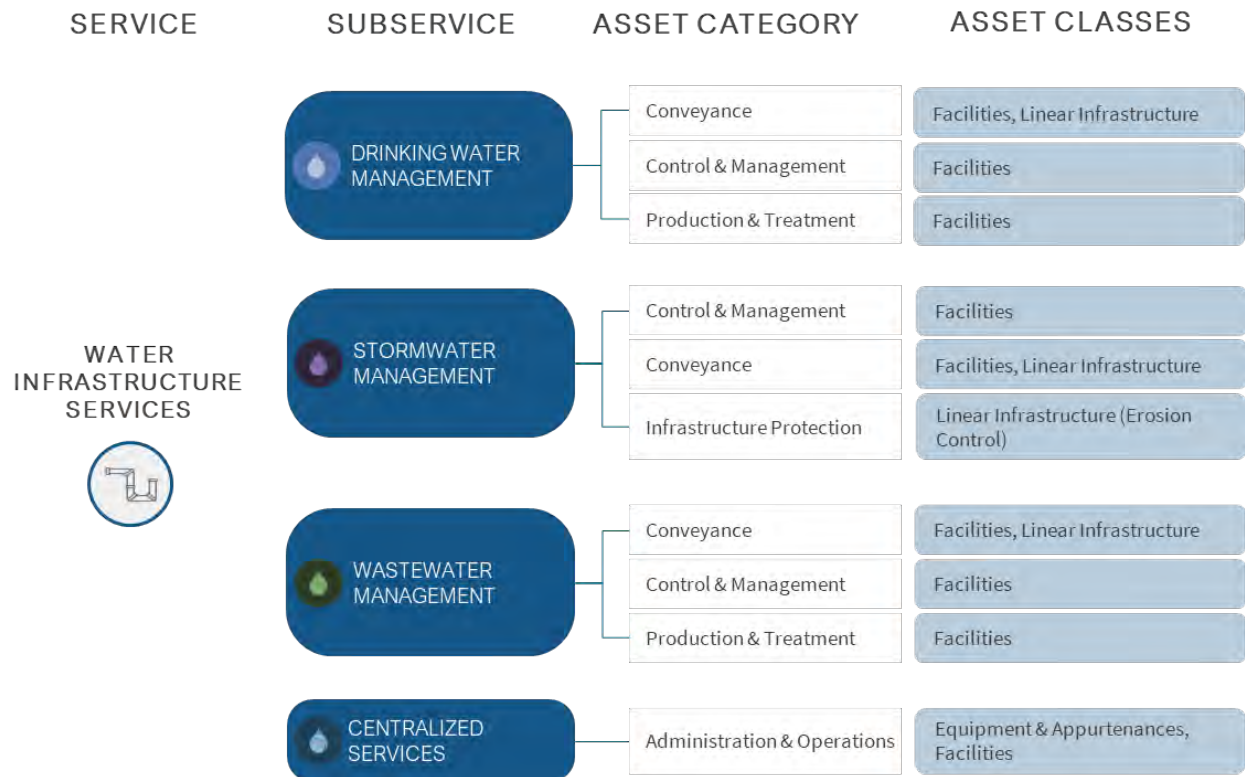 SERVICE
SUBSERVICE
ASSET CATEGORY
ASSET CLASSES
WATER
INFRASTRUCTURE
SERVICES
DRINKING WATER
MANAGEMENT
Conveyance
Facilities, Linear Infrastructure
Control & Management
Facilities
Production & Treatment
Facilities
STORMWATER
MANAGEMENT
Control & Management
Facilities
Conveyance
Facilities, Linear Infrastructure
Infrastructure Protection
Linear Infrastructure (Erosion
Control)
WASTEWATER
MANAGEMENT
Conveyance
Facilities, Linear Infrastructure
Control & Management
Facilities
Production & Treatment
Facilities
CENTRALIZED
SERVICES
Administration & Operations
Equipment & Appurtenances,
Facilities